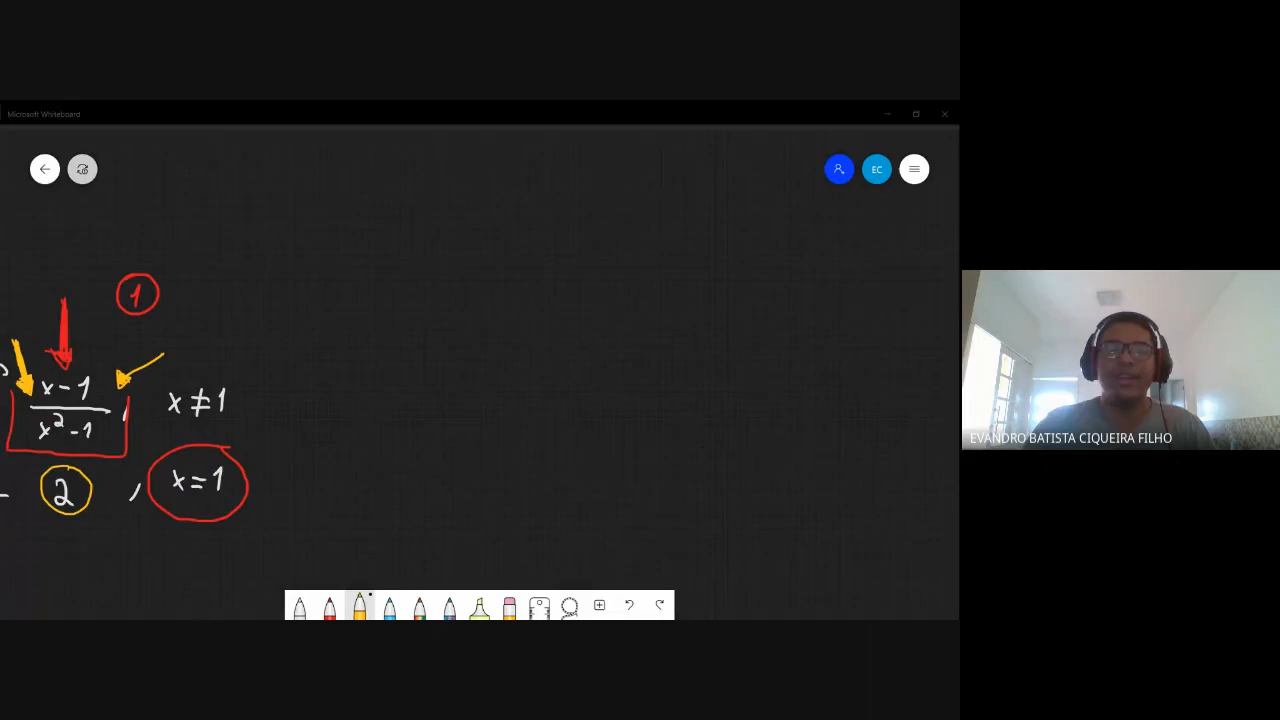 Microsoft Whiteboard
EC
1
x - 1
x² - 1
, x ≠ 1
2 , x = 1
EVANDRO BATISTA CIQUEIRA FILHO